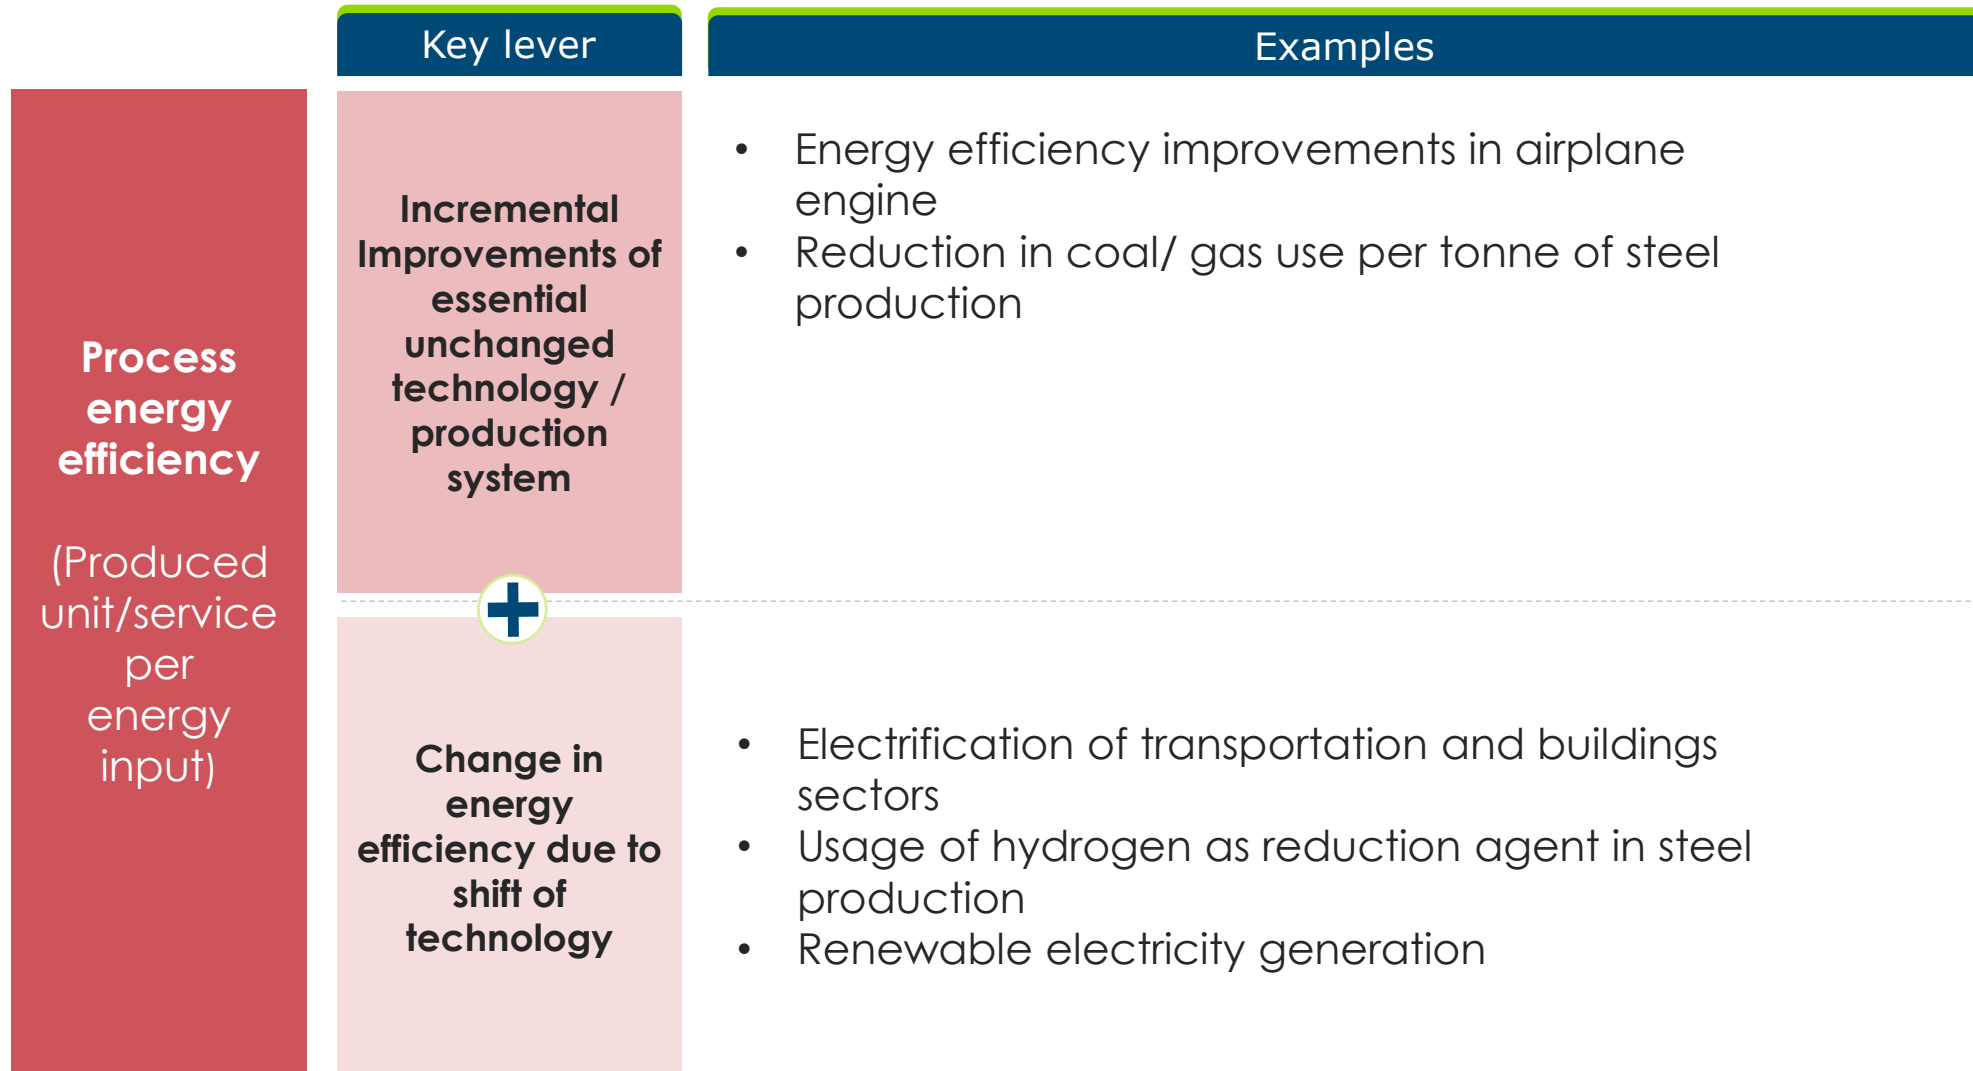 Key lever
Examples
Process
energy
efficiency
(Produced
unit/service
per
energy
input)
Incremental
Improvements of
essential
unchanged
technology /
production
system
• Energy efficiency improvements in airplane
engine
• Reduction in coal/ gas use per tonne of steel
production
Change in
energy
efficiency due to
shift of
technology
• Electrification of transportation and buildings
sectors
• Usage of hydrogen as reduction agent in steel
production
• Renewable electricity generation